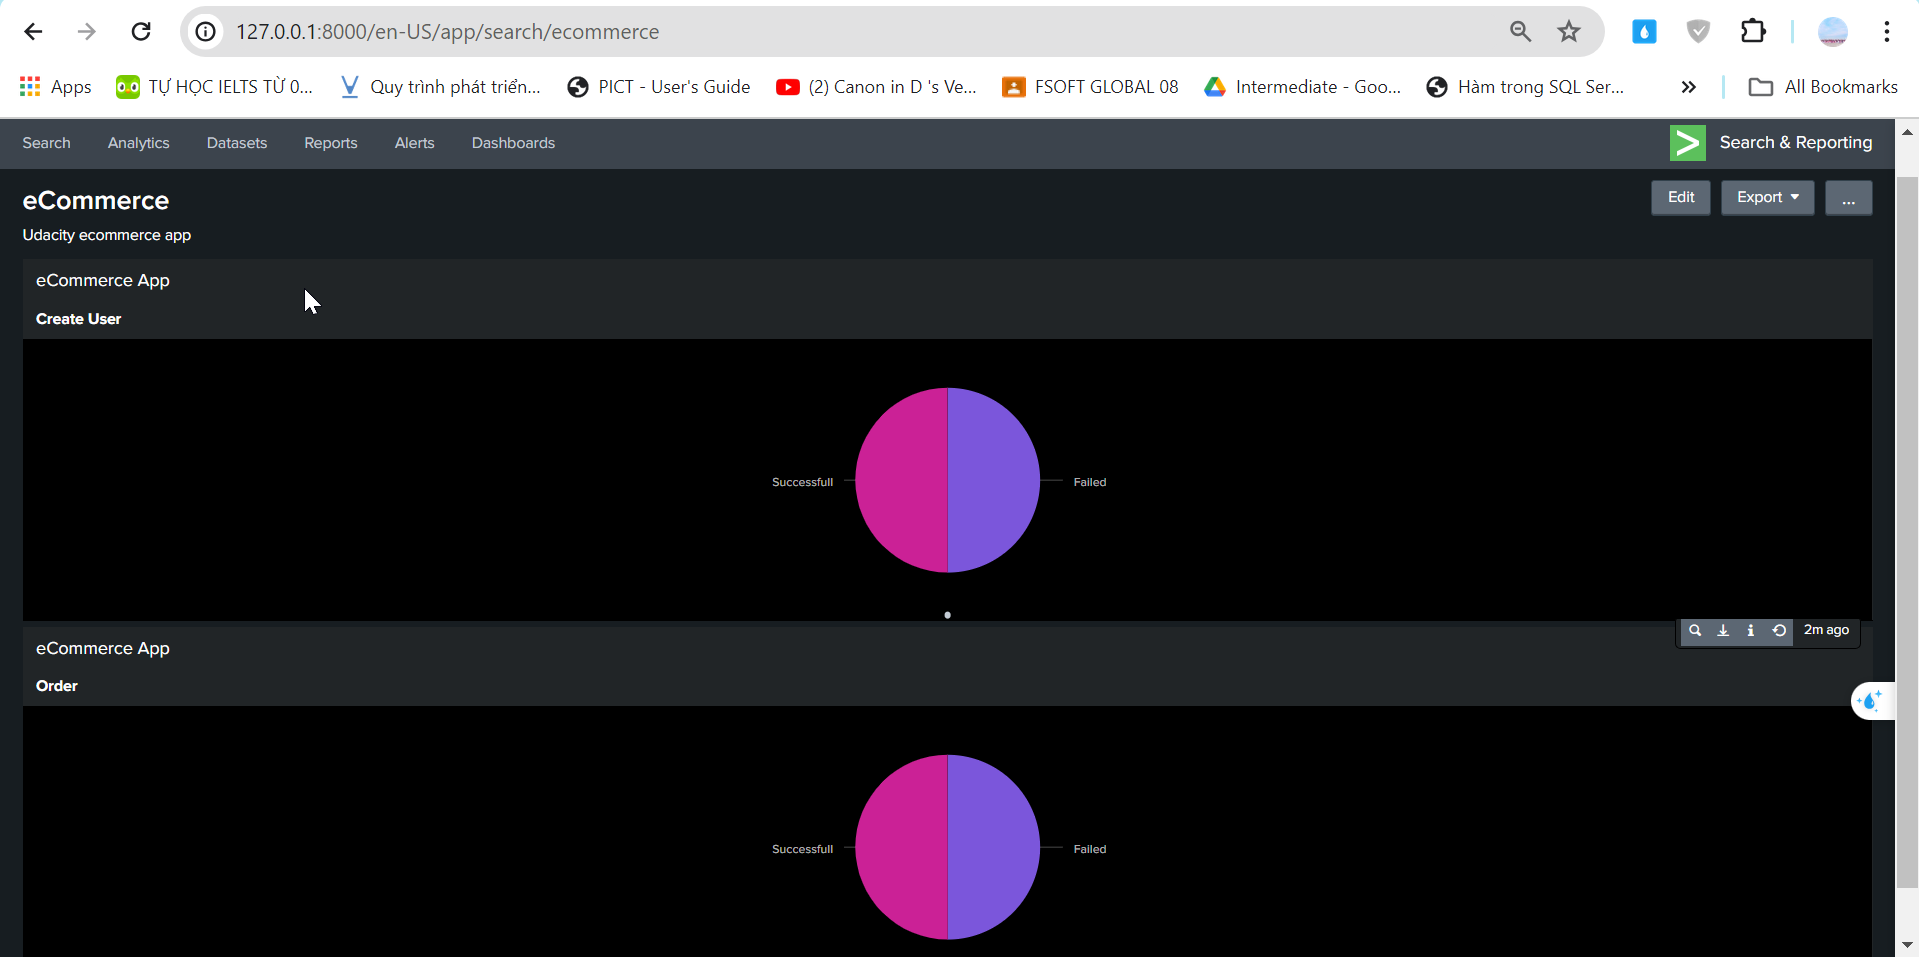 127.0.0.1:8000/en-US/app/search/ecommerce
Apps TỰ HỌC IELTS TỪ 0... Quy trình phát triển... PICT - User's Guide (2) Canon in D 's Ve... FSOFT GLOBAL 08 Intermediate - Goo... Hàm trong SQL Ser... » All Bookmarks
Search Analytics Datasets Reports Alerts Dashboards Search & Reporting
eCommerce Edit Export ...
Udacity ecommerce app
eCommerce App
Create User
Successfull Failed
2m ago
eCommerce App
Order
Successfull Failed